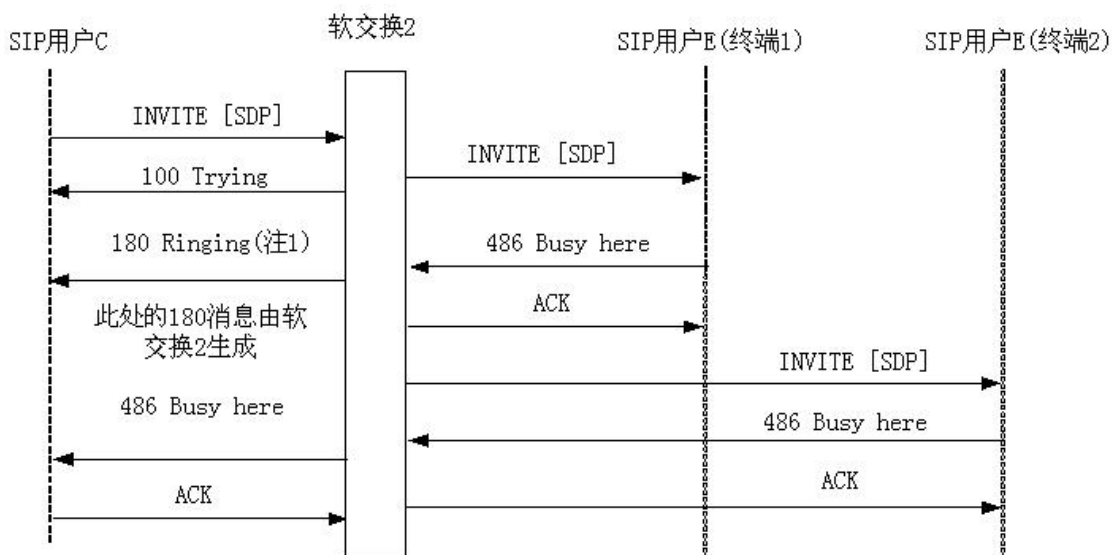 SIP用户C
软交换2
SIP用户E(终端1)
SIP用户E(终端2)
INVITE [SDP]
INVITE [SDP]
100 Trying
180 Ringing(注1)
486 Busy here
此处的180消息由软
交换2生成
ACK
INVITE [SDP]
486 Busy here
486 Busy here
ACK
ACK